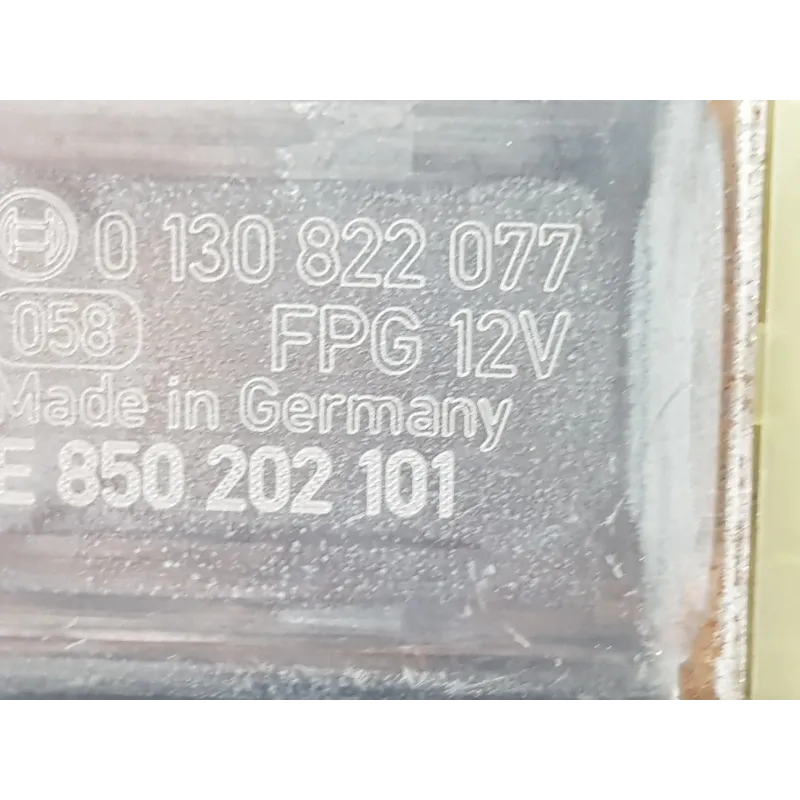 0 130 822 077
058 FPG 12V
Made in Germany
E 850 202 101